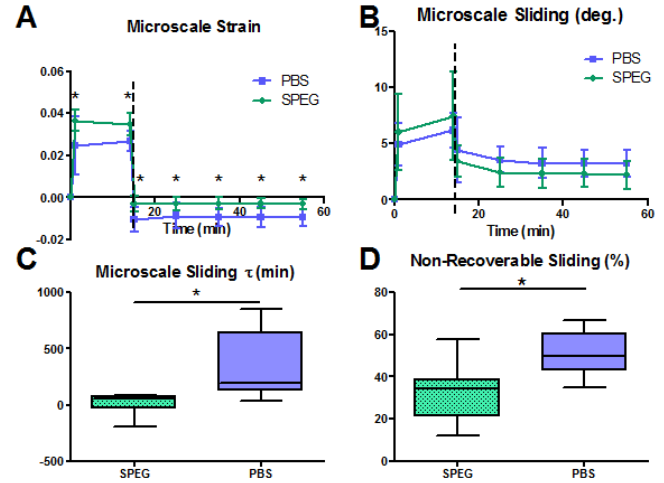 A
Microscale Strain
0.06
0.04
0.02
0.00
-0.02
* *
* * * * *
20 40 60
Time (min)
PBS
SPEG
B
Microscale Sliding (deg.)
15
10
5
0
0 20 40 60
Time (min)
PBS
SPEG
C
Microscale Sliding τ (min)
1000
500
0
-500
*
SPEG PBS
D
Non-Recoverable Sliding (%)
80
60
40
20
0
*
SPEG PBS